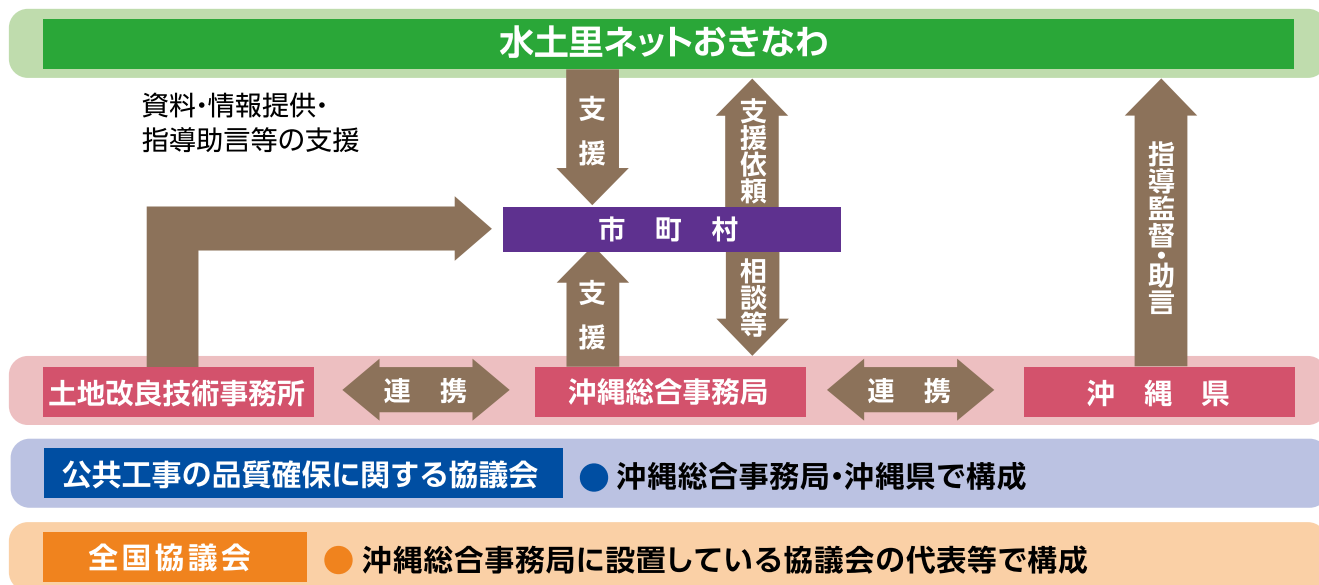 水土里ネットおきなわ
資料・情報提供・
指導助言等の支援
支援
支援依頼
指導監督・助言
市 町 村
支援
相談等
土地改良技術事務所
連 携
沖縄総合事務局
連 携
沖 縄 県
公共工事の品質確保に関する協議会
●沖縄総合事務局・沖縄県で構成
全国協議会
●沖縄総合事務局に設置している協議会の代表等で構成